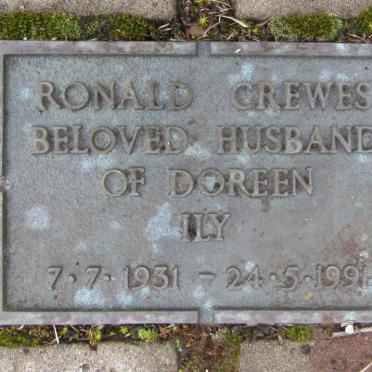 RONALD CREWES
BELOVED HUSBAND
OF DOREEN
ILY
7·7·1931 – 24·5·1991